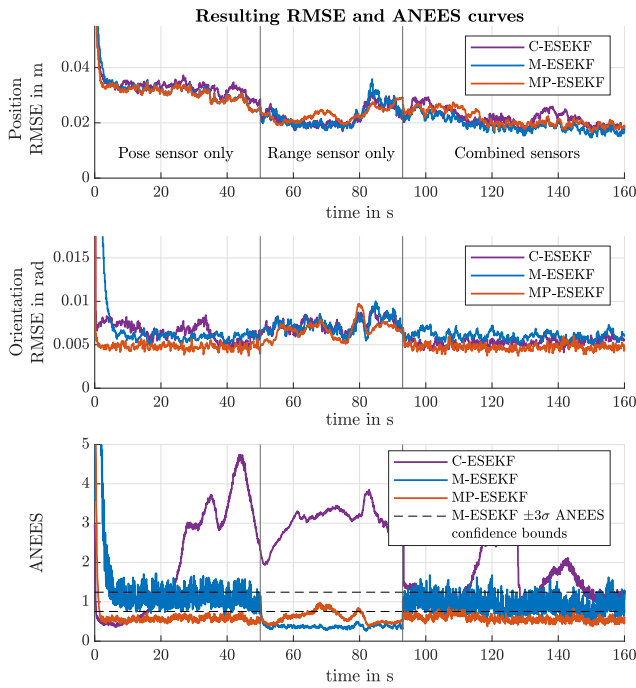 Resulting RMSE and ANEES curves
Position
RMSE in m
0.04
0.02
0
C-ESEKF
M-ESEKF
MP-ESEKF
Pose sensor only
Range sensor only
Combined sensors
0 20 40 60 80 100 120 140 160
time in s
Orientation
RMSE in rad
0.015
0.01
0.005
0
C-ESEKF
M-ESEKF
MP-ESEKF
0 20 40 60 80 100 120 140 160
time in s
ANEES
5
4
3
2
1
0
C-ESEKF
M-ESEKF
MP-ESEKF
M-ESEKF ±3σ ANEES
confidence bounds
0 20 40 60 80 100 120 140 160
time in s